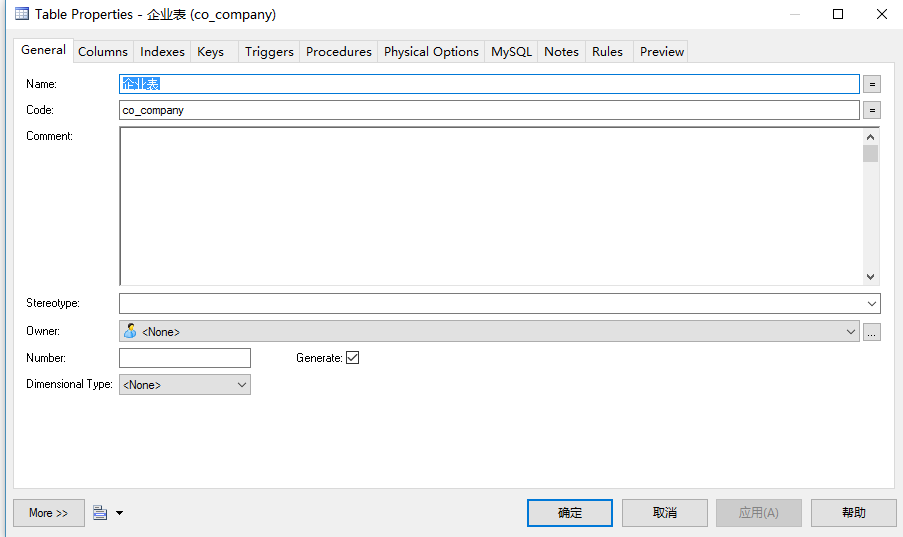 Table Properties - 企业表 (co_company)
General Columns Indexes Keys Triggers Procedures Physical Options MySQL Notes Rules Preview
Name: 企业表 =
Code: co_company =
Comment:
Stereotype:
Owner: <None> ...
Number: Generate:
Dimensional Type: <None>
More >> 确定 取消 应用(A) 帮助